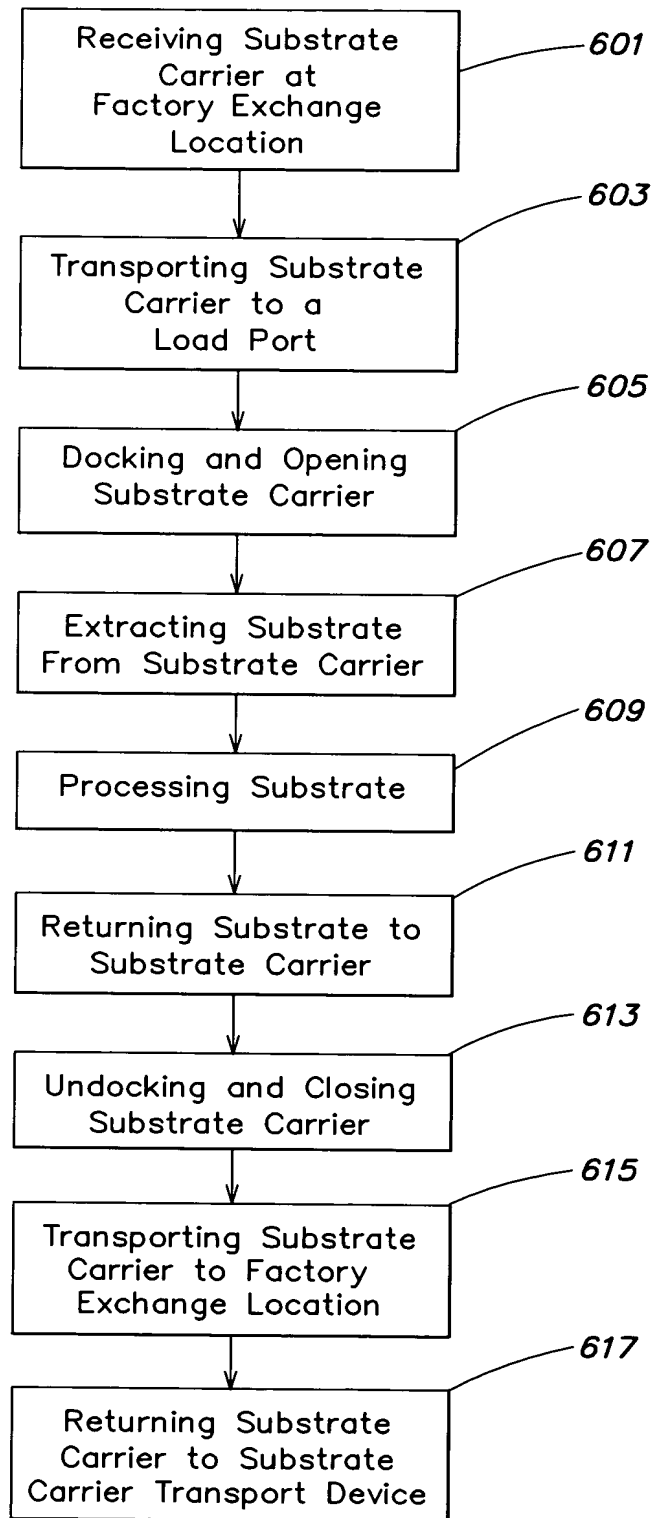 Receiving Substrate
Carrier at
Factory Exchange
Location
601
Transporting Substrate
Carrier to a
Load Port
603
Docking and Opening
Substrate Carrier
605
Extracting Substrate
From Substrate Carrier
607
Processing Substrate
609
Returning Substrate to
Substrate Carrier
611
Undocking and Closing
Substrate Carrier
613
Transporting Substrate
Carrier to Factory
Exchange Location
615
Returning Substrate
Carrier to Substrate
Carrier Transport Device
617